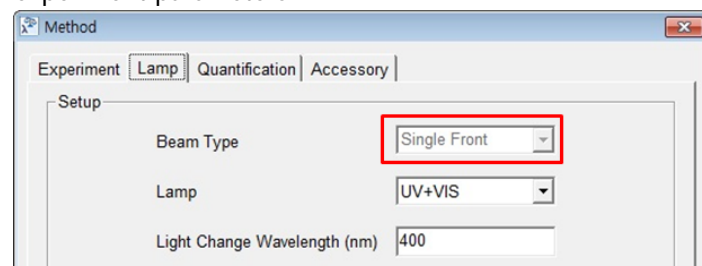 Method
Experiment Lamp Quantification Accessory
Setup
Beam Type Single Front
Lamp UV+VIS
Light Change Wavelength (nm) 400